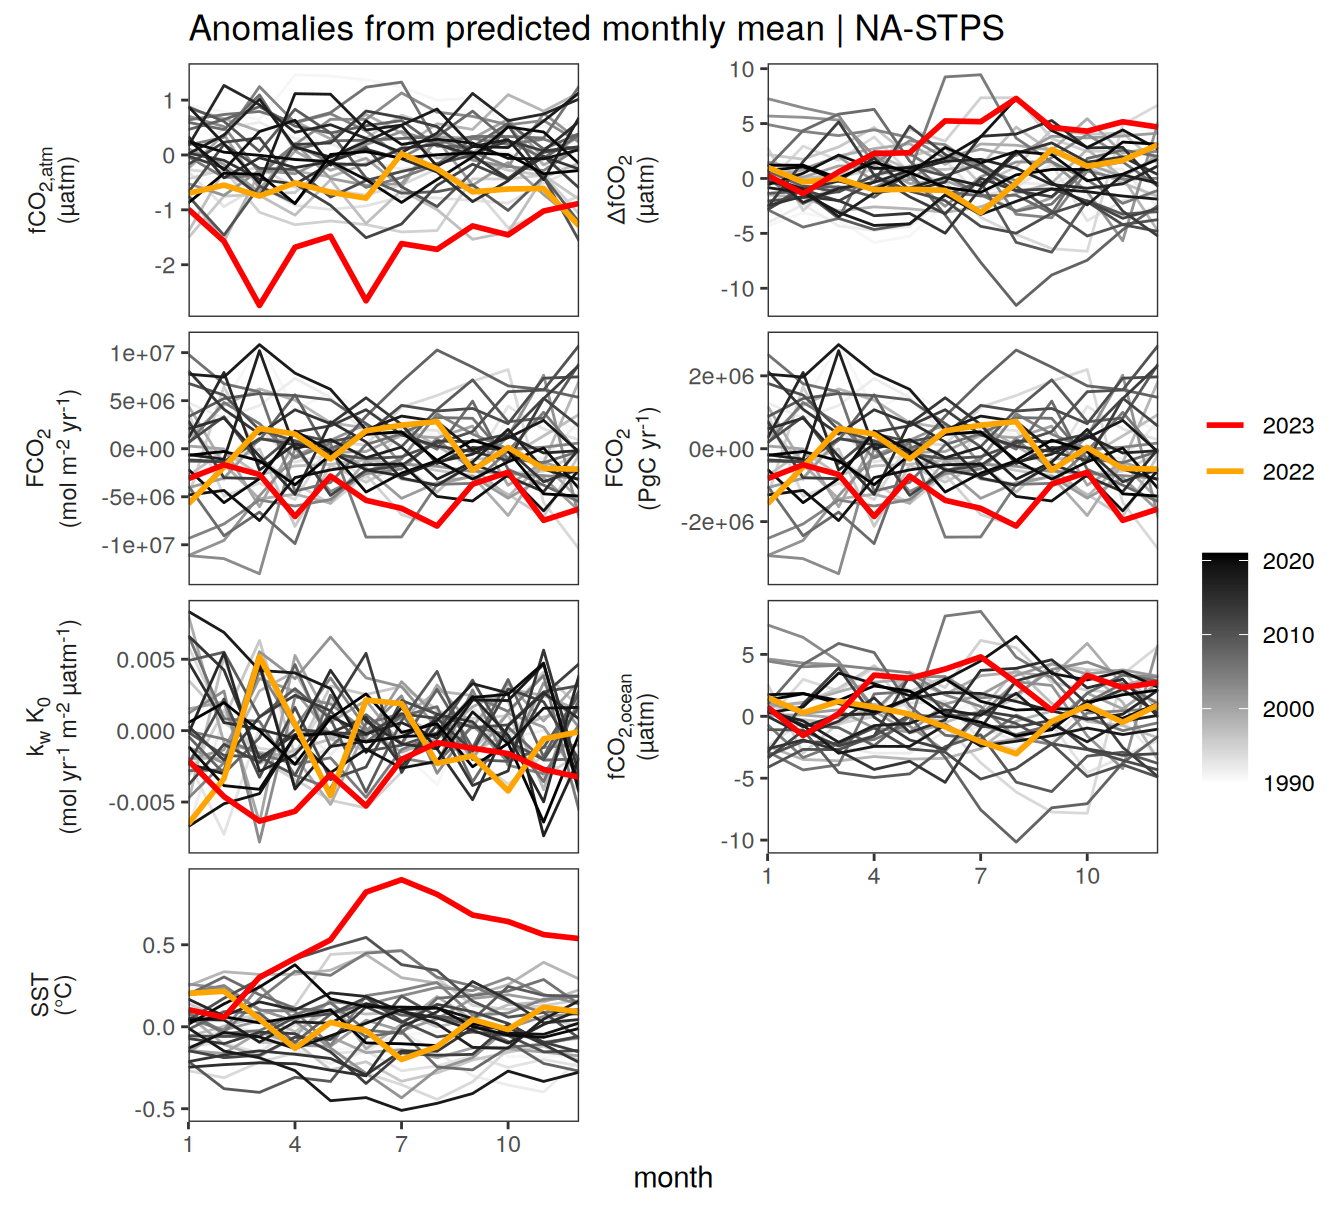 Anomalies from predicted monthly mean | NA-STPS
fCO₂,atm
(µatm)
1
0
-1
-2
ΔfCO₂
(µatm)
10
5
0
-5
-10
FCO₂
(mol m⁻² yr⁻¹)
1e+07
5e+06
0e+00
-5e+06
-1e+07
FCO₂
(PgC yr⁻¹)
2e+06
0e+00
-2e+06
k_w K₀
(mol yr⁻¹ m⁻² µatm⁻¹)
0.005
0.000
-0.005
fCO₂,ocean
(µatm)
5
0
-5
-10
1 4 7 10
SST
(°C)
0.5
0.0
-0.5
1 4 7 10
month
2023
2022
2020
2010
2000
1990